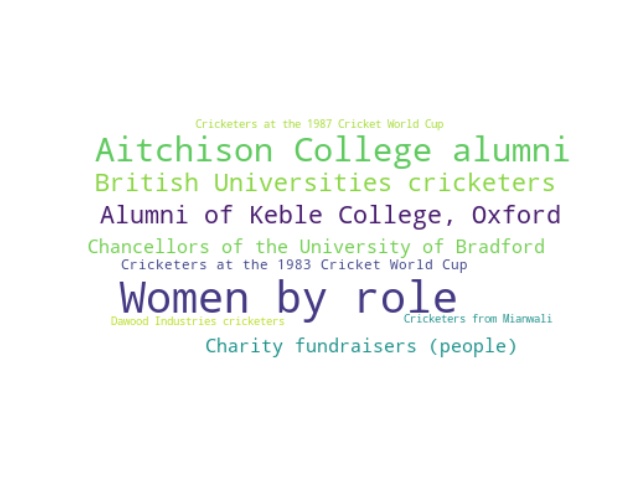 Cricketers at the 1987 Cricket World Cup
Aitchison College alumni
British Universities cricketers
Alumni of Keble College, Oxford
Chancellors of the University of Bradford
Cricketers at the 1983 Cricket World Cup
Women by role
Dawood Industries cricketers
Cricketers from Mianwali
Charity fundraisers (people)